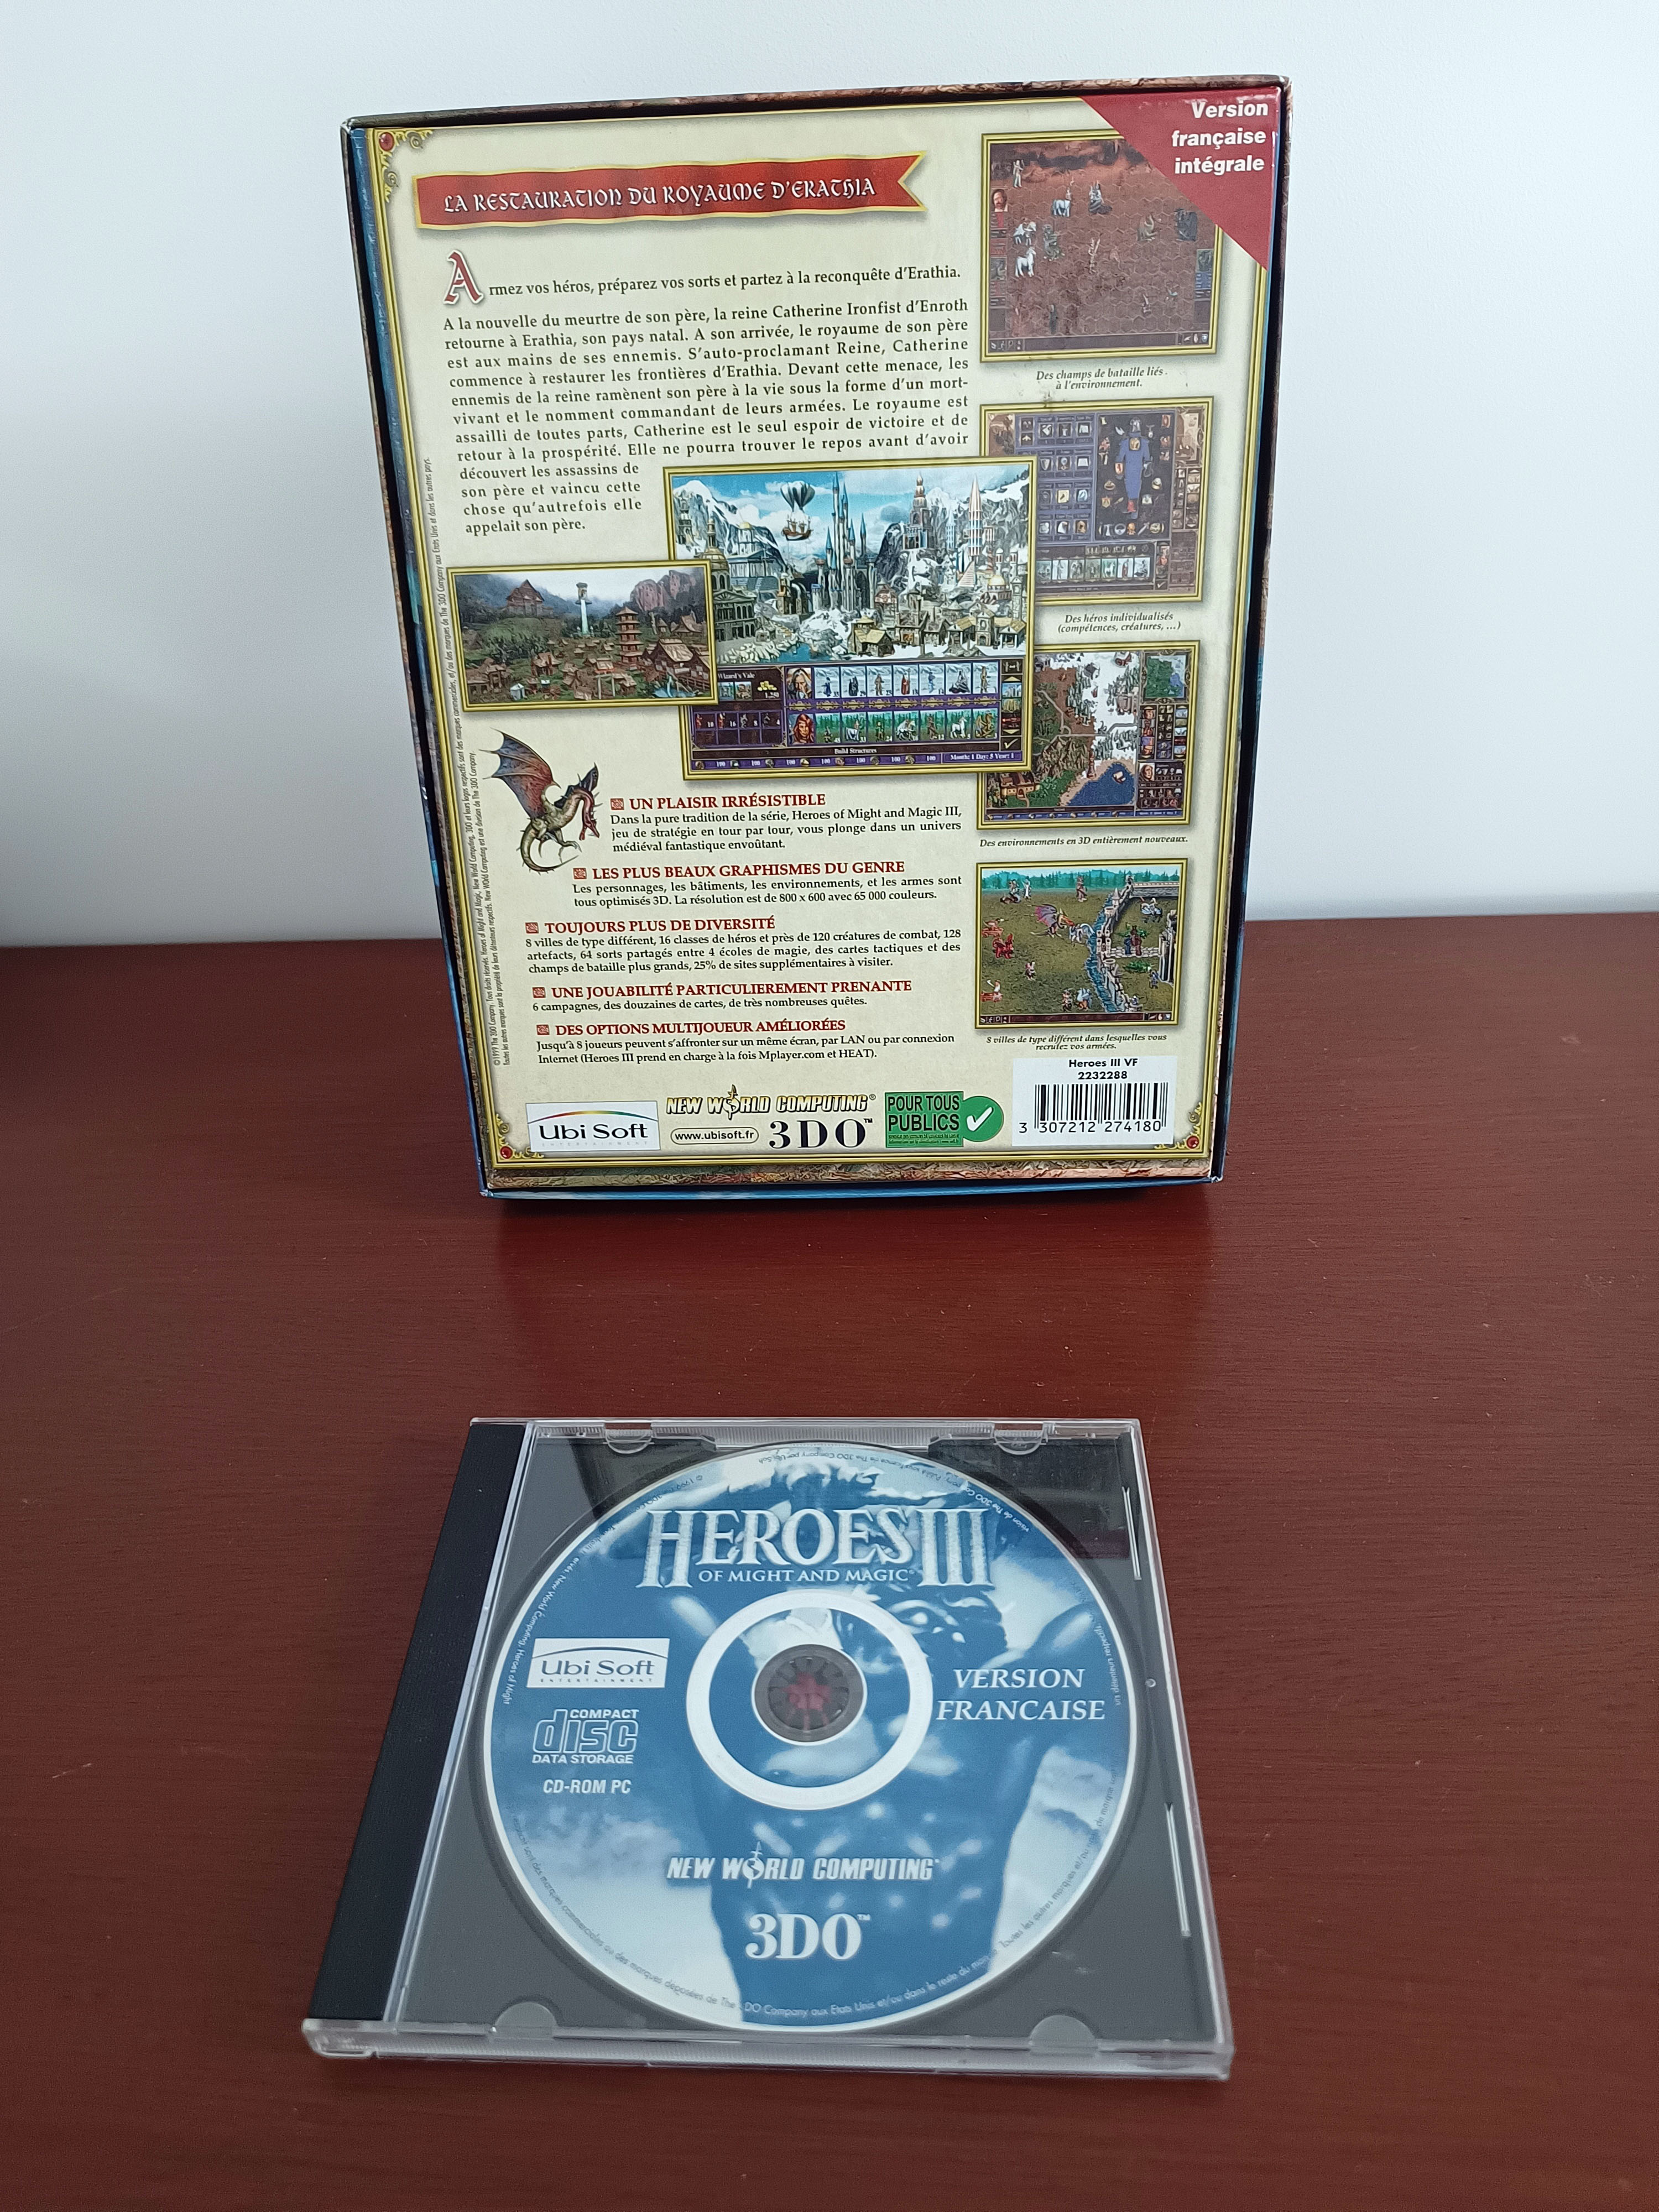 Version
française
intégrale
LA RESTAURATION DU ROYAUME D'ERATHIA
Armez vos héros, préparez vos sorts et partez à la reconquête d'Erathia.
A la nouvelle du meurtre de son père, la reine Catherine Ironfist d'Enroth
retourne à Erathia, son pays natal. A son arrivée, le royaume de son père
est aux mains de ses ennemis. S'auto-proclamant Reine, Catherine
commence à restaurer les frontières d'Erathia. Devant cette menace, les
ennemis de la reine ramènent son père à la vie sous la forme d'un mort-
vivant et le nomment commandant de leurs armées. Le royaume est
assailli de toutes parts, Catherine est le seul espoir de victoire et de
retour à la prospérité. Elle ne pourra trouver le repos avant d'avoir
découvert les assassins de
son père et vaincu cette
chose qu'autrefois elle
appelait son père.
Des champs de bataille liés
à l'environnement.
Des héros individualisés
(compétences, créatures, ...)
Des environnements en 3D entièrement nouveaux.
8 villes de type différent dans lesquelles vous
recrutez vos armées.
Wizard's Vale
Build Structures
Month: 1 Day: 5 Year: 1
UN PLAISIR IRRÉSISTIBLE
Dans la pure tradition de la série, Heroes of Might and Magic III,
jeu de stratégie en tour par tour, vous plonge dans un univers
médiéval fantastique envoûtant.
LES PLUS BEAUX GRAPHISMES DU GENRE
Les personnages, les bâtiments, les environnements, et les armes sont
tous optimisés 3D. La résolution est de 800 x 600 avec 65 000 couleurs.
TOUJOURS PLUS DE DIVERSITÉ
8 villes de type différent, 16 classes de héros et près de 120 créatures de combat, 128
artefacts, 64 sorts partagés entre 4 écoles de magie, des cartes tactiques et des
champs de bataille plus grands, 25% de sites supplémentaires à visiter.
UNE JOUABILITÉ PARTICULIEREMENT PRENANTE
6 campagnes, des douzaines de cartes, de très nombreuses quêtes.
DES OPTIONS MULTIJOUEUR AMÉLIORÉES
Jusqu'à 8 joueurs peuvent s'affronter sur un même écran, par LAN ou par connexion
Internet (Heroes III prend en charge à la fois Mplayer.com et HEAT).
Ubi Soft
ENTERTAINMENT
NEW WORLD COMPUTING®
www.ubisoft.fr
3DO™
POUR TOUS
PUBLICS
Heroes III VF
2232288
3 307212 274180
HEROES III
OF MIGHT AND MAGIC®
Ubi Soft
ENTERTAINMENT
COMPACT
disc
DATA STORAGE
CD-ROM PC
VERSION
FRANCAISE
NEW WORLD COMPUTING®
3DO™